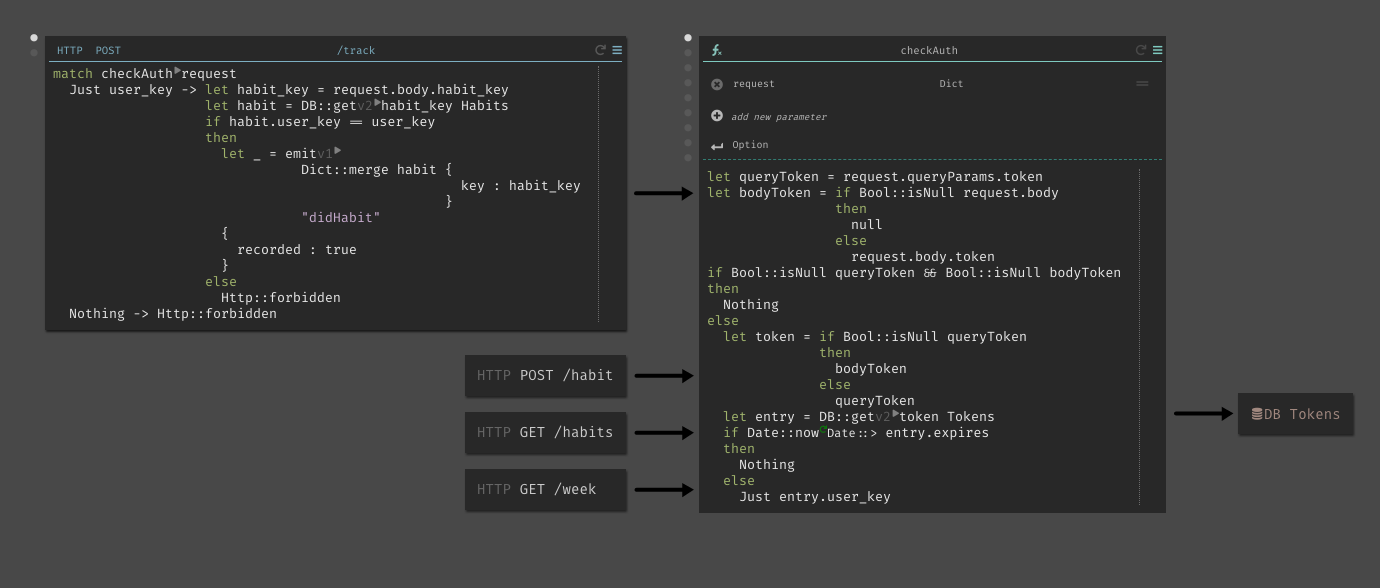 HTTP POST /track
match checkAuth request
Just user_key -> let habit_key = request.body.habit_key
let habit = DB::getv2 habit_key Habits
if habit.user_key == user_key
then
let _ = emitv1
Dict::merge habit {
key : habit_key
}
"didHabit"
{
recorded : true
}
else
Http::forbidden
Nothing -> Http::forbidden
HTTP POST /habit
HTTP GET /habits
HTTP GET /week
checkAuth
request Dict
add new parameter
Option
let queryToken = request.queryParams.token
let bodyToken = if Bool::isNull request.body
then
null
else
request.body.token
if Bool::isNull queryToken && Bool::isNull bodyToken
then
Nothing
else
let token = if Bool::isNull queryToken
then
bodyToken
else
queryToken
let entry = DB::getv2 token Tokens
if Date::now Date::> entry.expires
then
Nothing
else
Just entry.user_key
DB Tokens